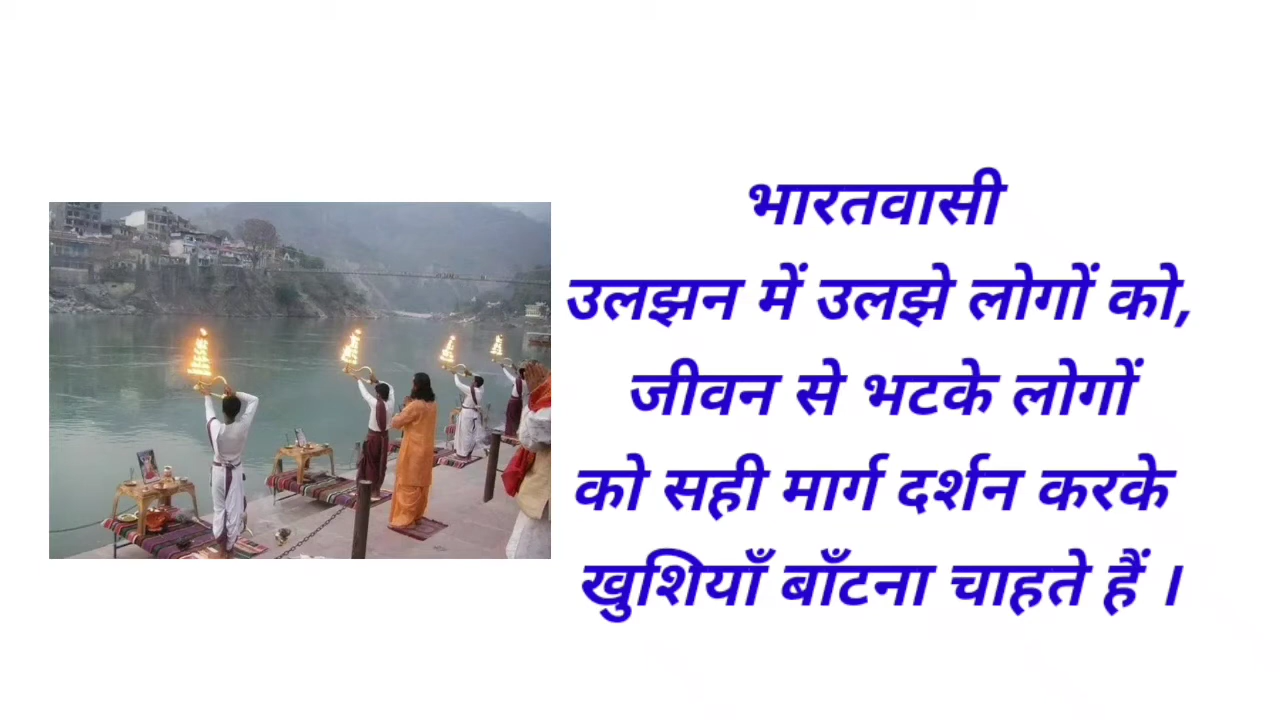 भारतवासी
उलझन में उलझे लोगों को,
जीवन से भटके लोगों
को सही मार्ग दर्शन करके
खुशियाँ बाँटना चाहते हैं ।